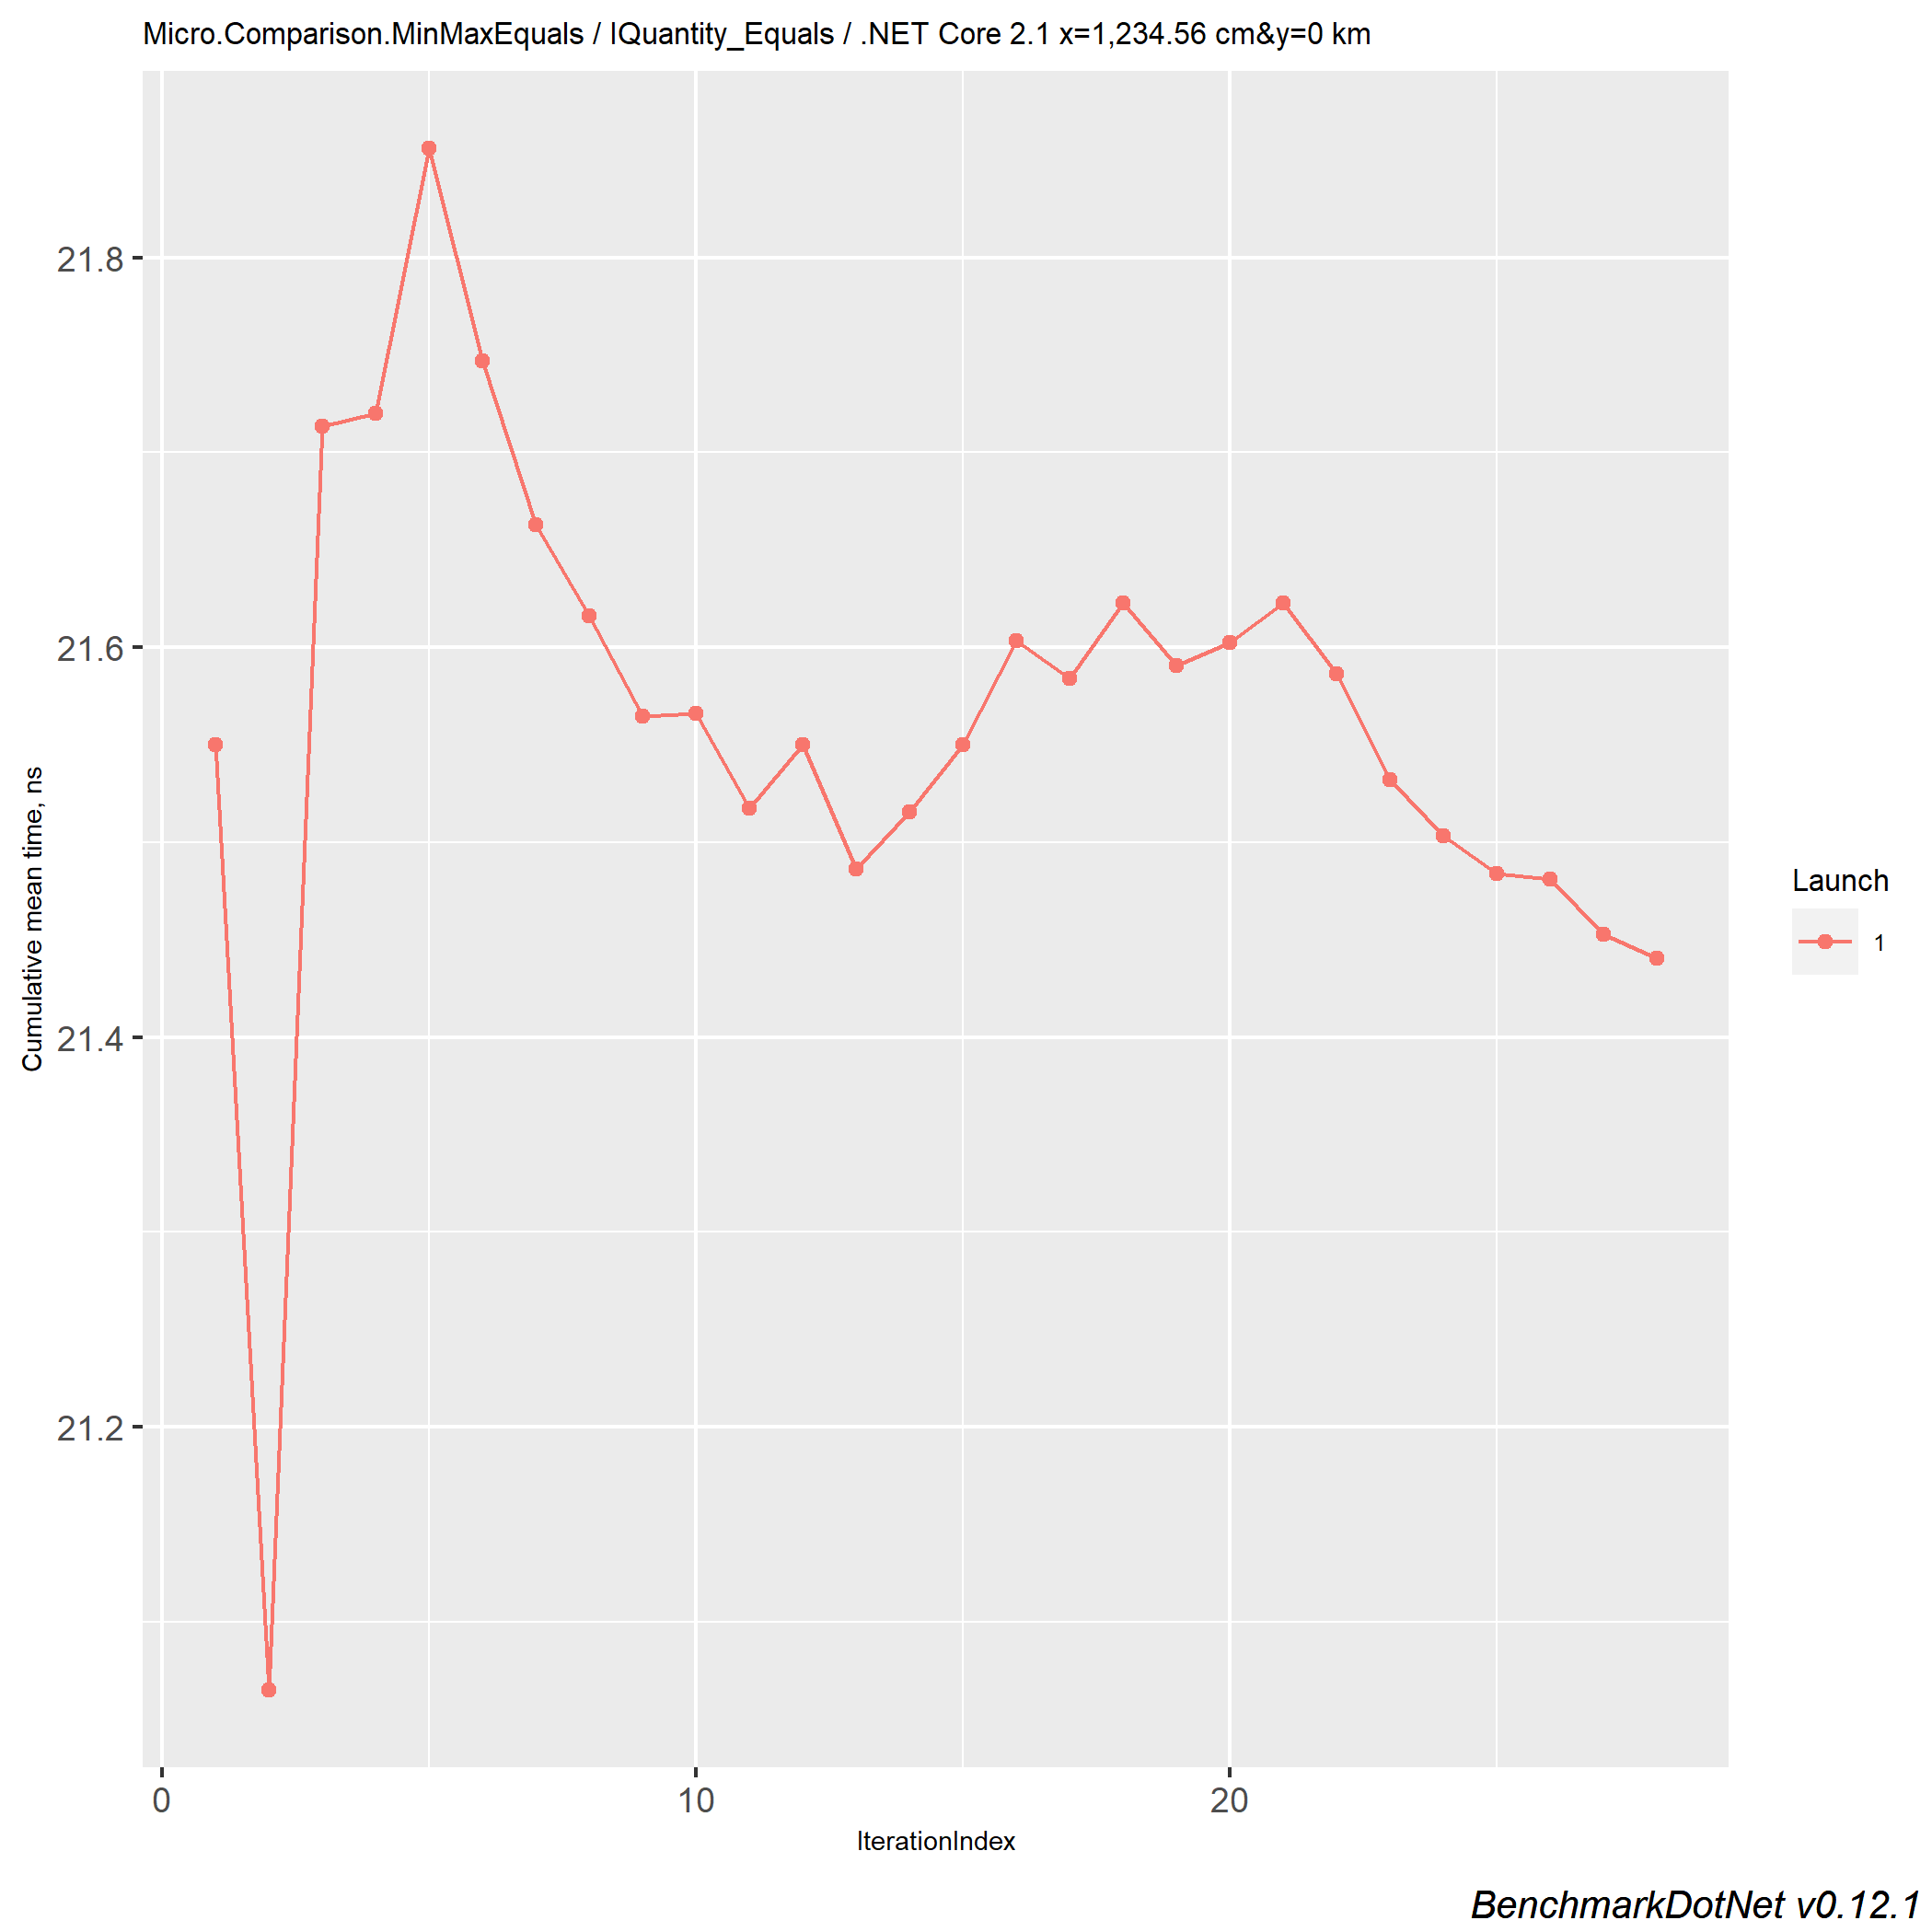 Micro.Comparison.MinMaxEquals / IQuantity_Equals / .NET Core 2.1 x=1,234.56 cm&y=0 km
21.8
21.6
21.4
21.2
Cumulative mean time, ns
0 10 20
IterationIndex
Launch
1
BenchmarkDotNet v0.12.1